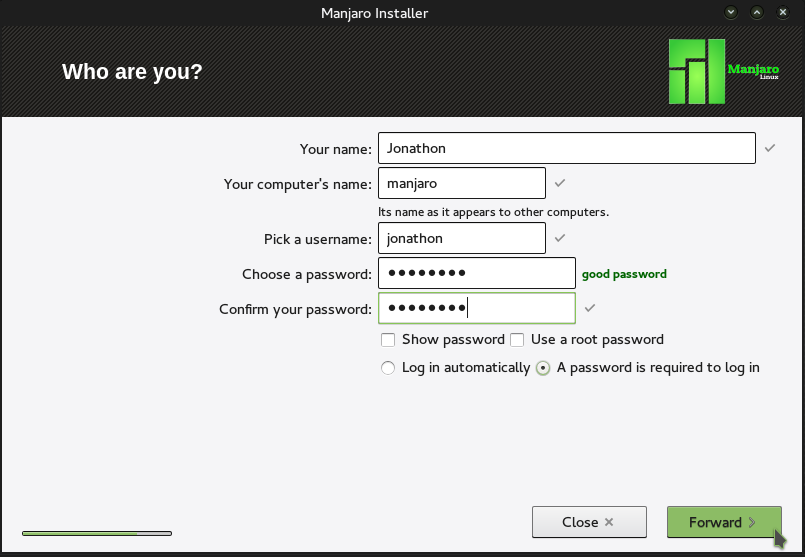 Manjaro Installer
Who are you?
Manjaro
Linux
Your name: Jonathon
Your computer's name: manjaro
Its name as it appears to other computers.
Pick a username: jonathon
Choose a password: ●●●●●●●● good password
Confirm your password: ●●●●●●●●
Show password Use a root password
Log in automatically A password is required to log in
Close Forward